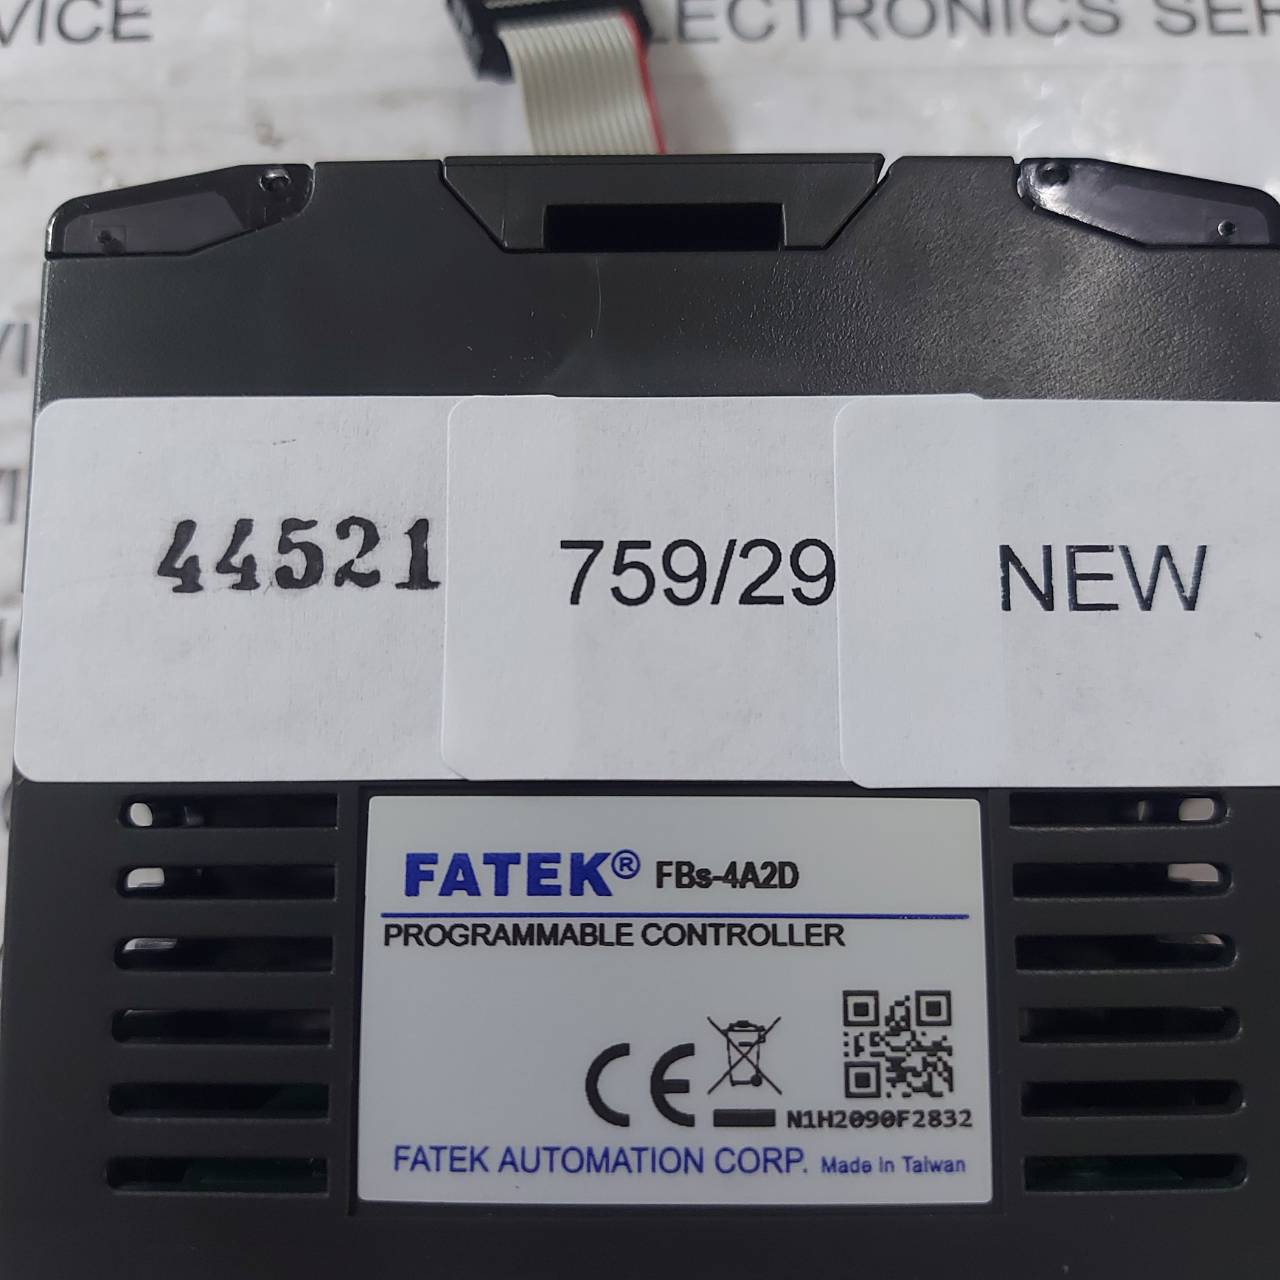 VICE
ELECTRONICS SER
44521
759/29
NEW
FATEK® FBs-4A2D
PROGRAMMABLE CONTROLLER
CE
N1H2090F2832
FATEK AUTOMATION CORP. Made in Taiwan